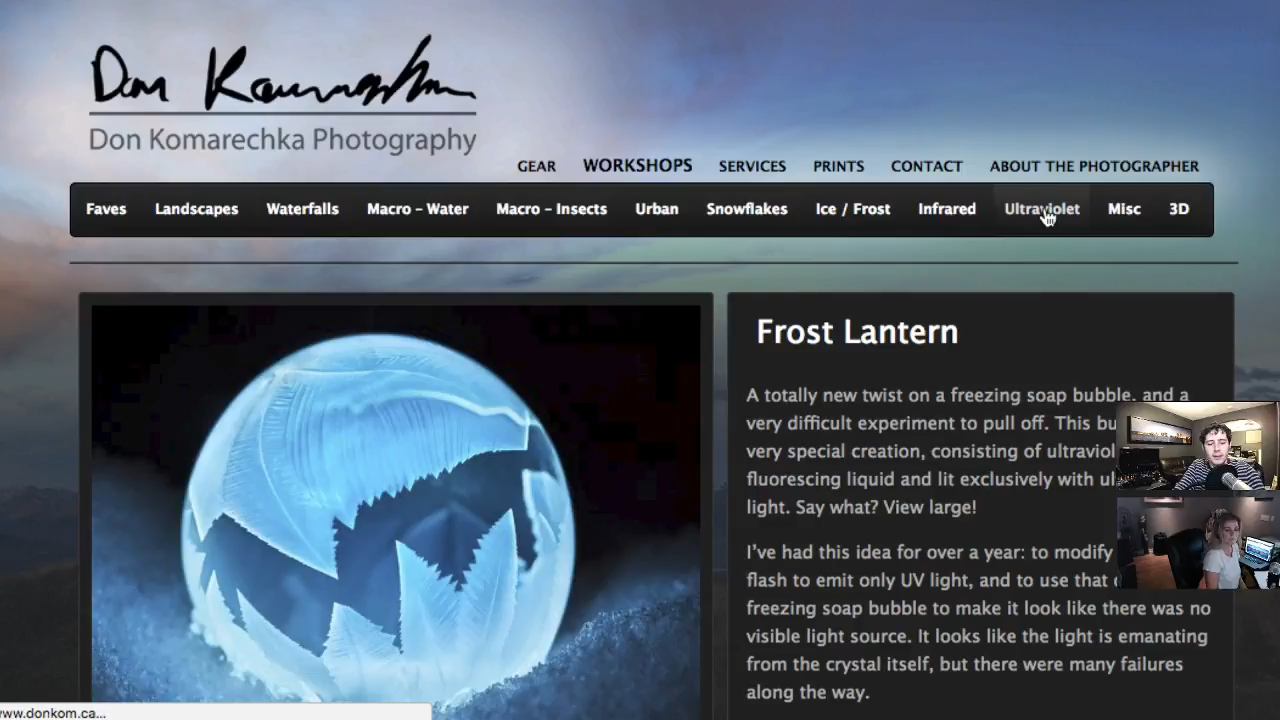 Don Komarechka
Don Komarechka Photography
GEAR WORKSHOPS SERVICES PRINTS CONTACT ABOUT THE PHOTOGRAPHER
Faves Landscapes Waterfalls Macro – Water Macro – Insects Urban Snowflakes Ice / Frost Infrared Ultraviolet Misc 3D
Frost Lantern
A totally new twist on a freezing soap bubble, and a
very difficult experiment to pull off. This
very special creation, consisting of
fluorescing liquid and lit exclusively with
light. Say what? View large!
I’ve had this idea for over a year: to modify
flash to emit only UV light, and to use that
freezing soap bubble to make it look like there was no
visible light source. It looks like the light is emanating
from the crystal itself, but there were many failures
along the way.
www.donkom.ca...